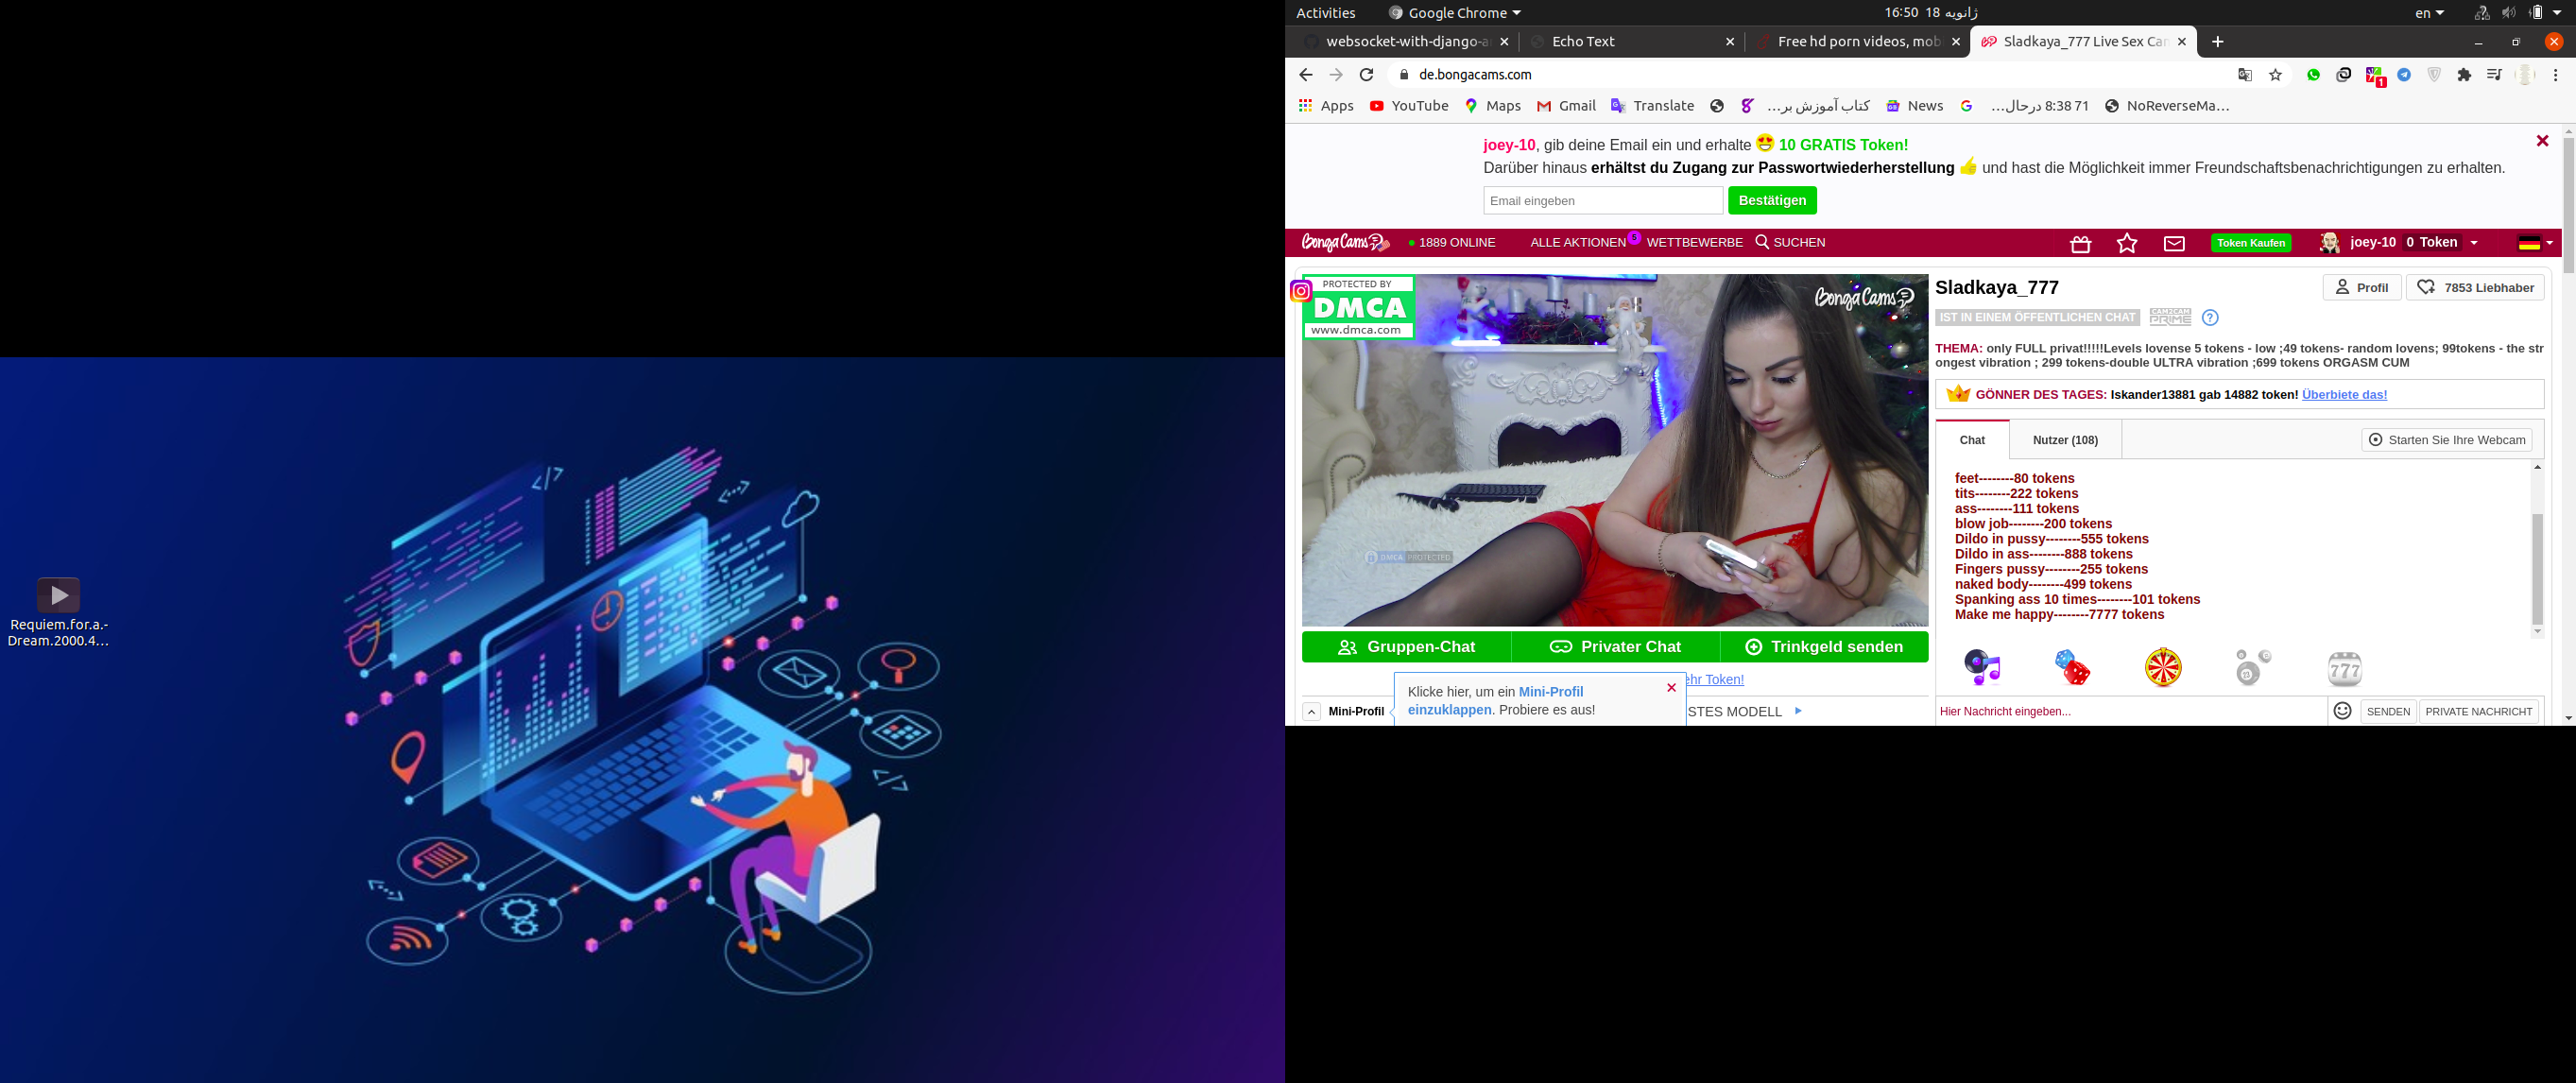 Requiem.for.a.-
Dream.2000.4...
Activities
Google Chrome
16:50 18 ژانویه
en
websocket-with-django-a
Echo Text
Free hd porn videos, mob
Sladkaya_777 Live Sex Ca
de.bongacams.com
1
Apps
YouTube
Maps
Gmail
Translate
کتاب آموزش بر...
News
71 8:38 درحال...
NoReverseMa...
joey-10, gib deine Email ein und erhalte 10 GRATIS Token!
Darüber hinaus erhältst du Zugang zur Passwortwiederherstellung und hast die Möglichkeit immer Freundschaftsbenachrichtigungen zu erhalten.
Email eingeben
Bestätigen
BongaCams
1889 ONLINE
ALLE AKTIONEN
5
WETTBEWERBE
SUCHEN
Token Kaufen
joey-10
0 Token
PROTECTED BY
DMCA
www.dmca.com
BongaCams
DMCA PROTECTED
Sladkaya_777
Profil
7853 Liebhaber
IST IN EINEM ÖFFENTLICHEN CHAT
CAM2CAM
PRIME
?
THEMA: only FULL privat!!!!!Levels lovense 5 tokens - low ;49 tokens- random lovens; 99tokens - the str
ongest vibration ; 299 tokens-double ULTRA vibration ;699 tokens ORGASM CUM
GÖNNER DES TAGES: Iskander13881 gab 14882 token! Überbiete das!
Chat
Nutzer (108)
Starten Sie Ihre Webcam
feet--------80 tokens
tits--------222 tokens
ass--------111 tokens
blow job--------200 tokens
Dildo in pussy--------555 tokens
Dildo in ass--------888 tokens
Fingers pussy--------255 tokens
naked body--------499 tokens
Spanking ass 10 times--------101 tokens
Make me happy--------7777 tokens
777
Gruppen-Chat
Privater Chat
Trinkgeld senden
ehr Token!
Klicke hier, um ein Mini-Profil
einzuklappen. Probiere es aus!
Mini-Profil
STES MODELL
Hier Nachricht eingeben...
SENDEN
PRIVATE NACHRICHT